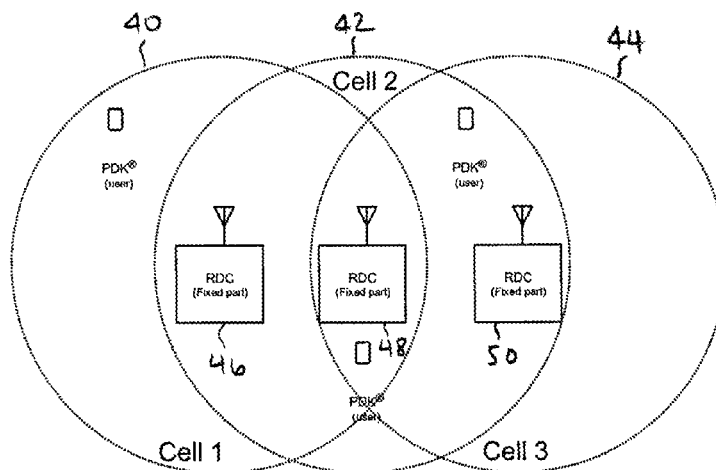 40
42
44
Cell 2
PDK®
(user)
PDK®
(user)
RDC
(Fixed part)
RDC
(Fixed part)
RDC
(Fixed part)
46
48
50
PDK®
(user)
Cell 1
Cell 3